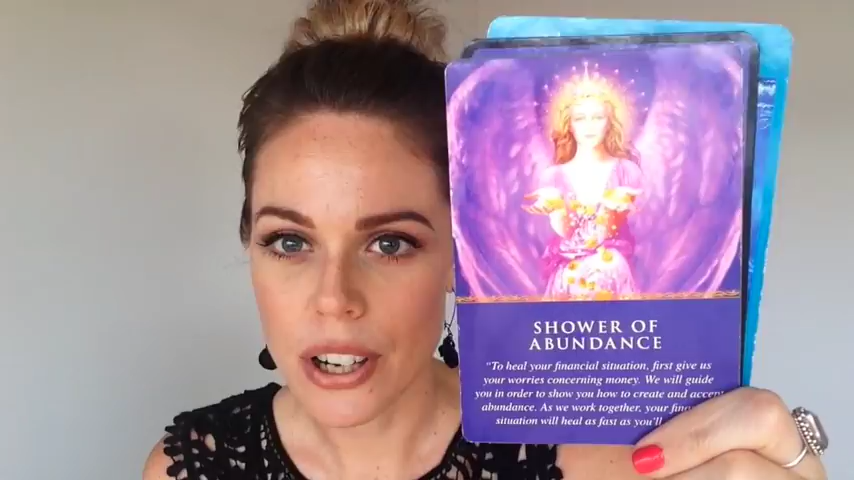 SHOWER OF
ABUNDANCE
"To heal your financial situation, first give us
your worries concerning money. We will guide
you in order to show you how to create and
abundance. As we work together, your
situation will heal as fast as you'll